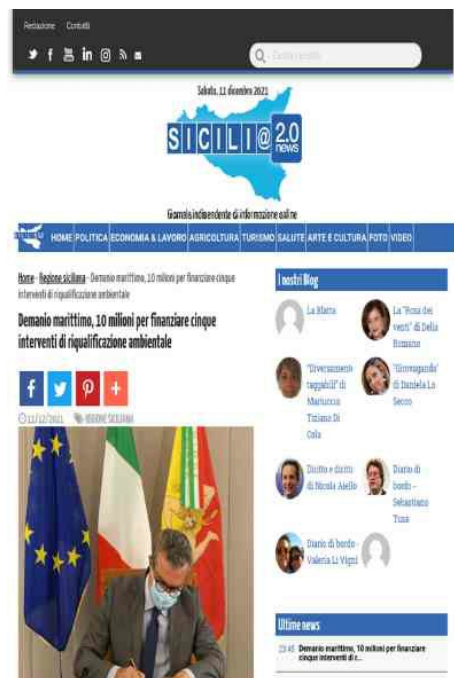 Redazione Contatti
Sabato, 11 dicembre 2021
SICILI@ 2.0
news
Giornale indipendente di informazione online
HOME POLITICA ECONOMIA & LAVORO AGRICOLTURA TURISMO SALUTE ARTE E CULTURA FOTO VIDEO
Home - Regione siciliana - Demanio marittimo, 10 milioni per finanziare cinque
interventi di riqualificazione ambientale
Demanio marittimo, 10 milioni per finanziare cinque
interventi di riqualificazione ambientale
11/12/2021 REGIONE SICILIANA
I nostri Blog
La
La "Rosa dei
venti" di Delia
Romano
"Diversamente
taggabili" di
Mariuccia
Tiziano Di
Cola
"Girovagando"
di Daniela Lo
Secco
Diritto e diritti
di Nicola Aiello
Diario di
bordo -
Sebastiano
Tusa
Diario di bordo -
Valeria Li Vigni
Ultime news
23:45 Demanio marittimo, 10 milioni per finanziare
cinque interventi di r...